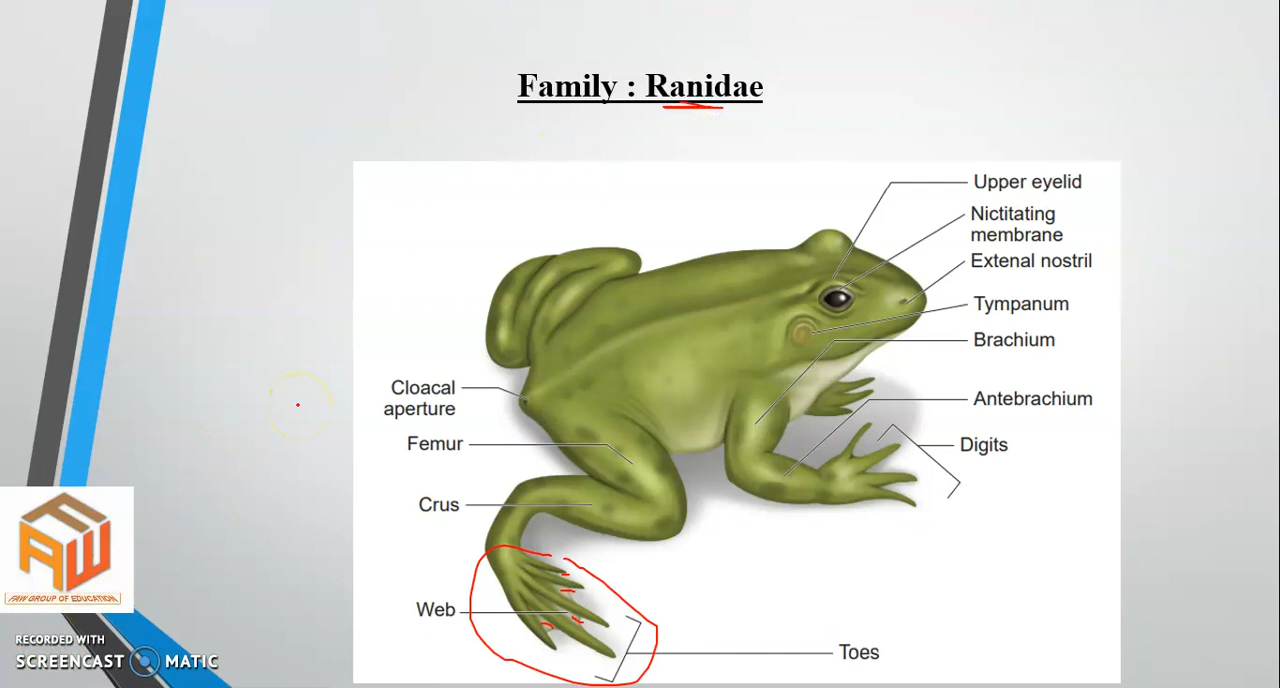 Family : Ranidae
Upper eyelid
Nictitating
membrane
Extenal nostril
Tympanum
Brachium
Cloacal
aperture
Antebrachium
Femur
Digits
Crus
Web
Toes
FAW GROUP OF EDUCATION
RECORDED WITH
SCREENCAST MATIC